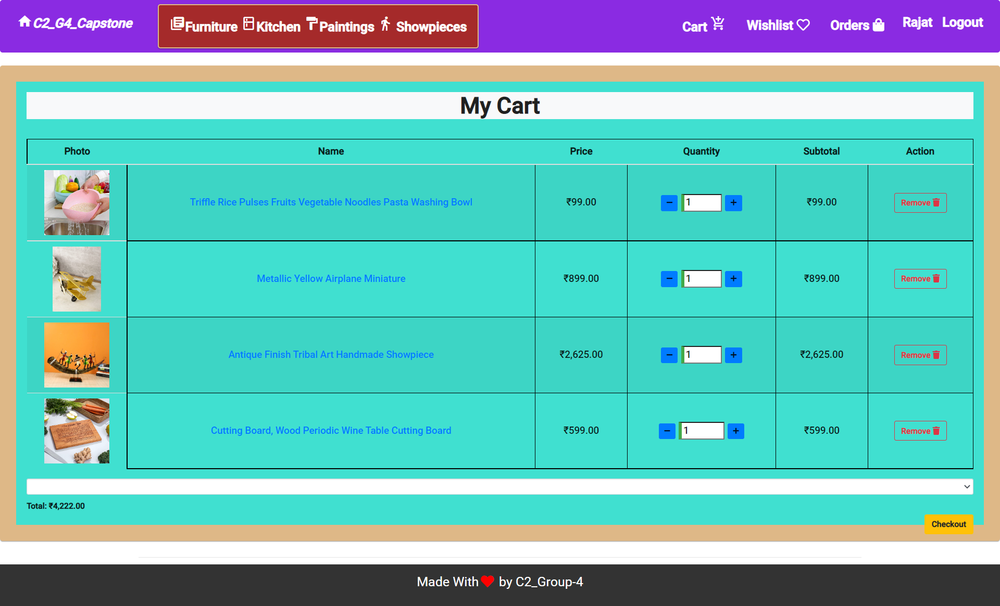 C2_G4_Capstone Furniture Kitchen Paintings Showpieces Cart Wishlist Orders Rajat Logout
My Cart
Photo Name Price Quantity Subtotal Action
Triffle Rice Pulses Fruits Vegetable Noodles Pasta Washing Bowl ₹99.00 − 1 + ₹99.00 Remove
Metallic Yellow Airplane Miniature ₹899.00 − 1 + ₹899.00 Remove
Antique Finish Tribal Art Handmade Showpiece ₹2,625.00 − 1 + ₹2,625.00 Remove
Cutting Board, Wood Periodic Wine Table Cutting Board ₹599.00 − 1 + ₹599.00 Remove
Total: ₹4,222.00
Checkout
Made With by C2_Group-4